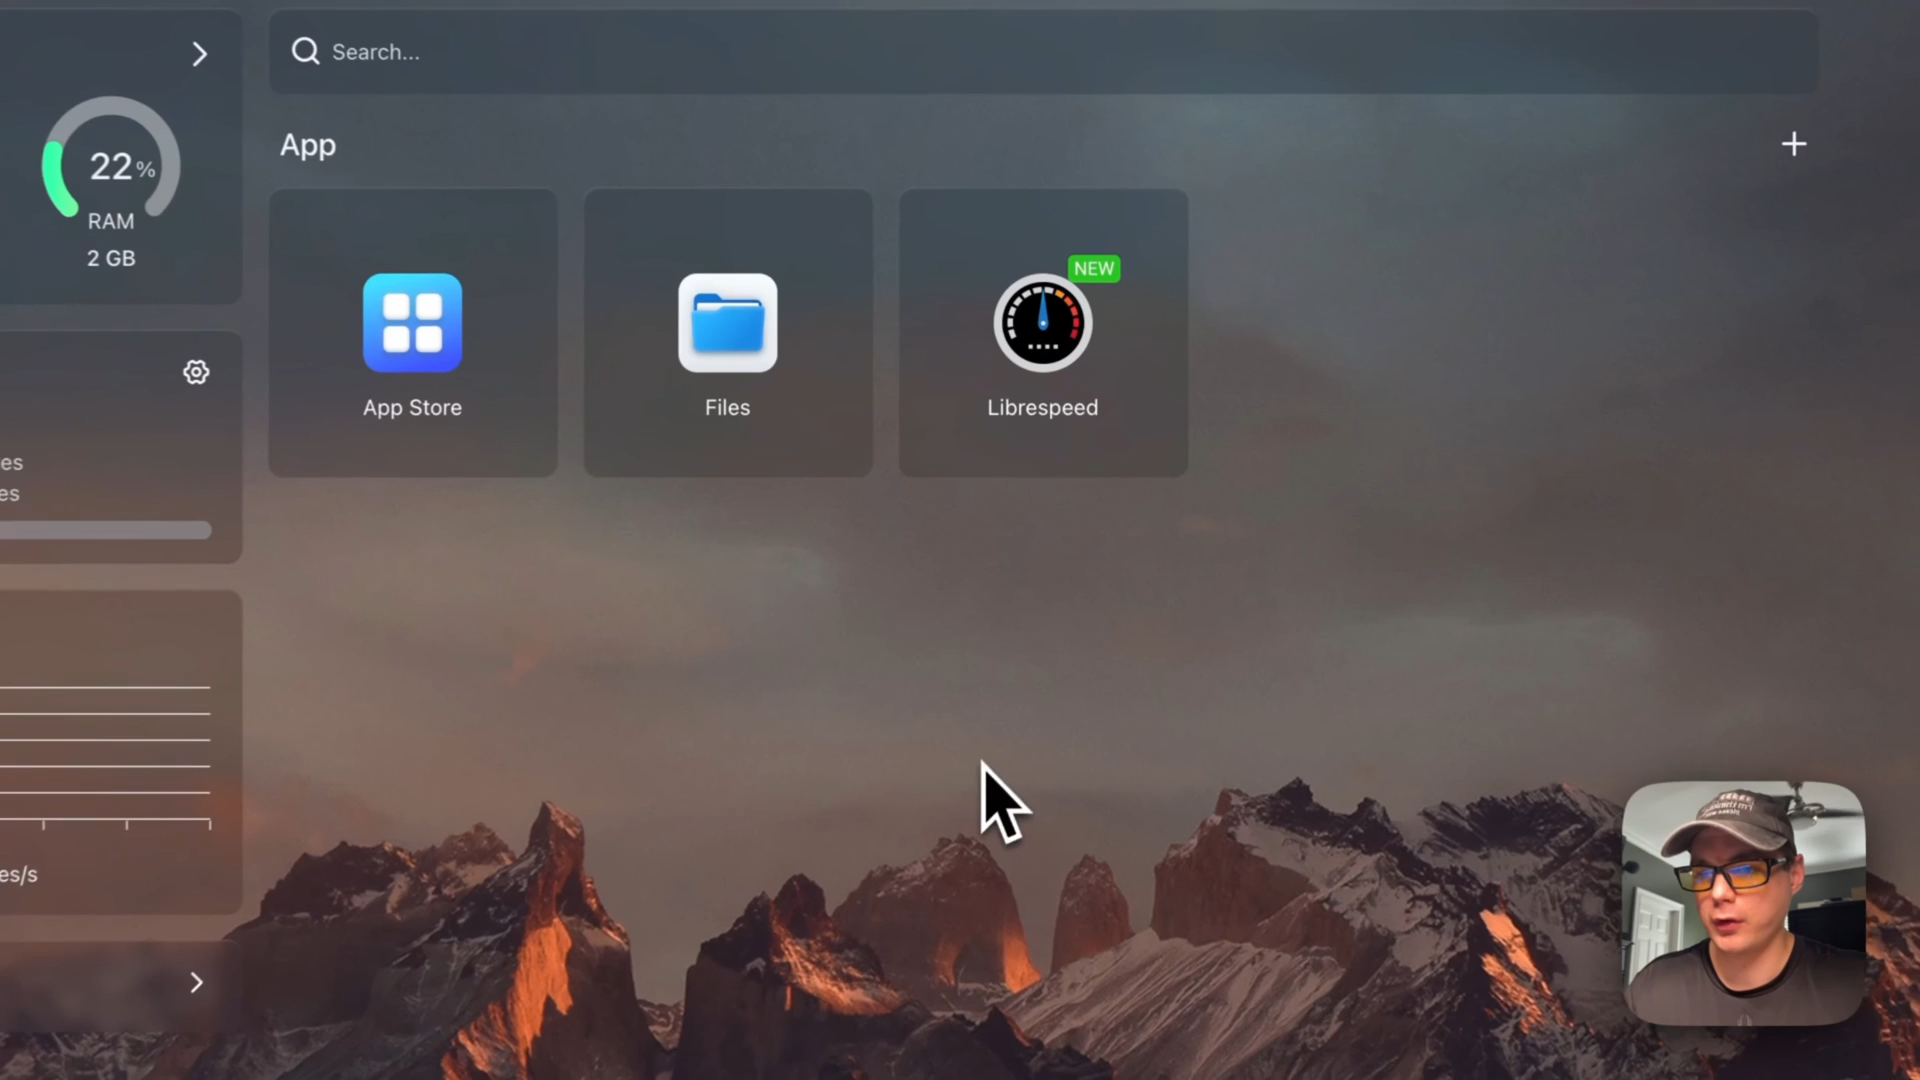 Search...
App
22%
RAM
2 GB
NEW
App Store
Files
Librespeed
es
es
es/s